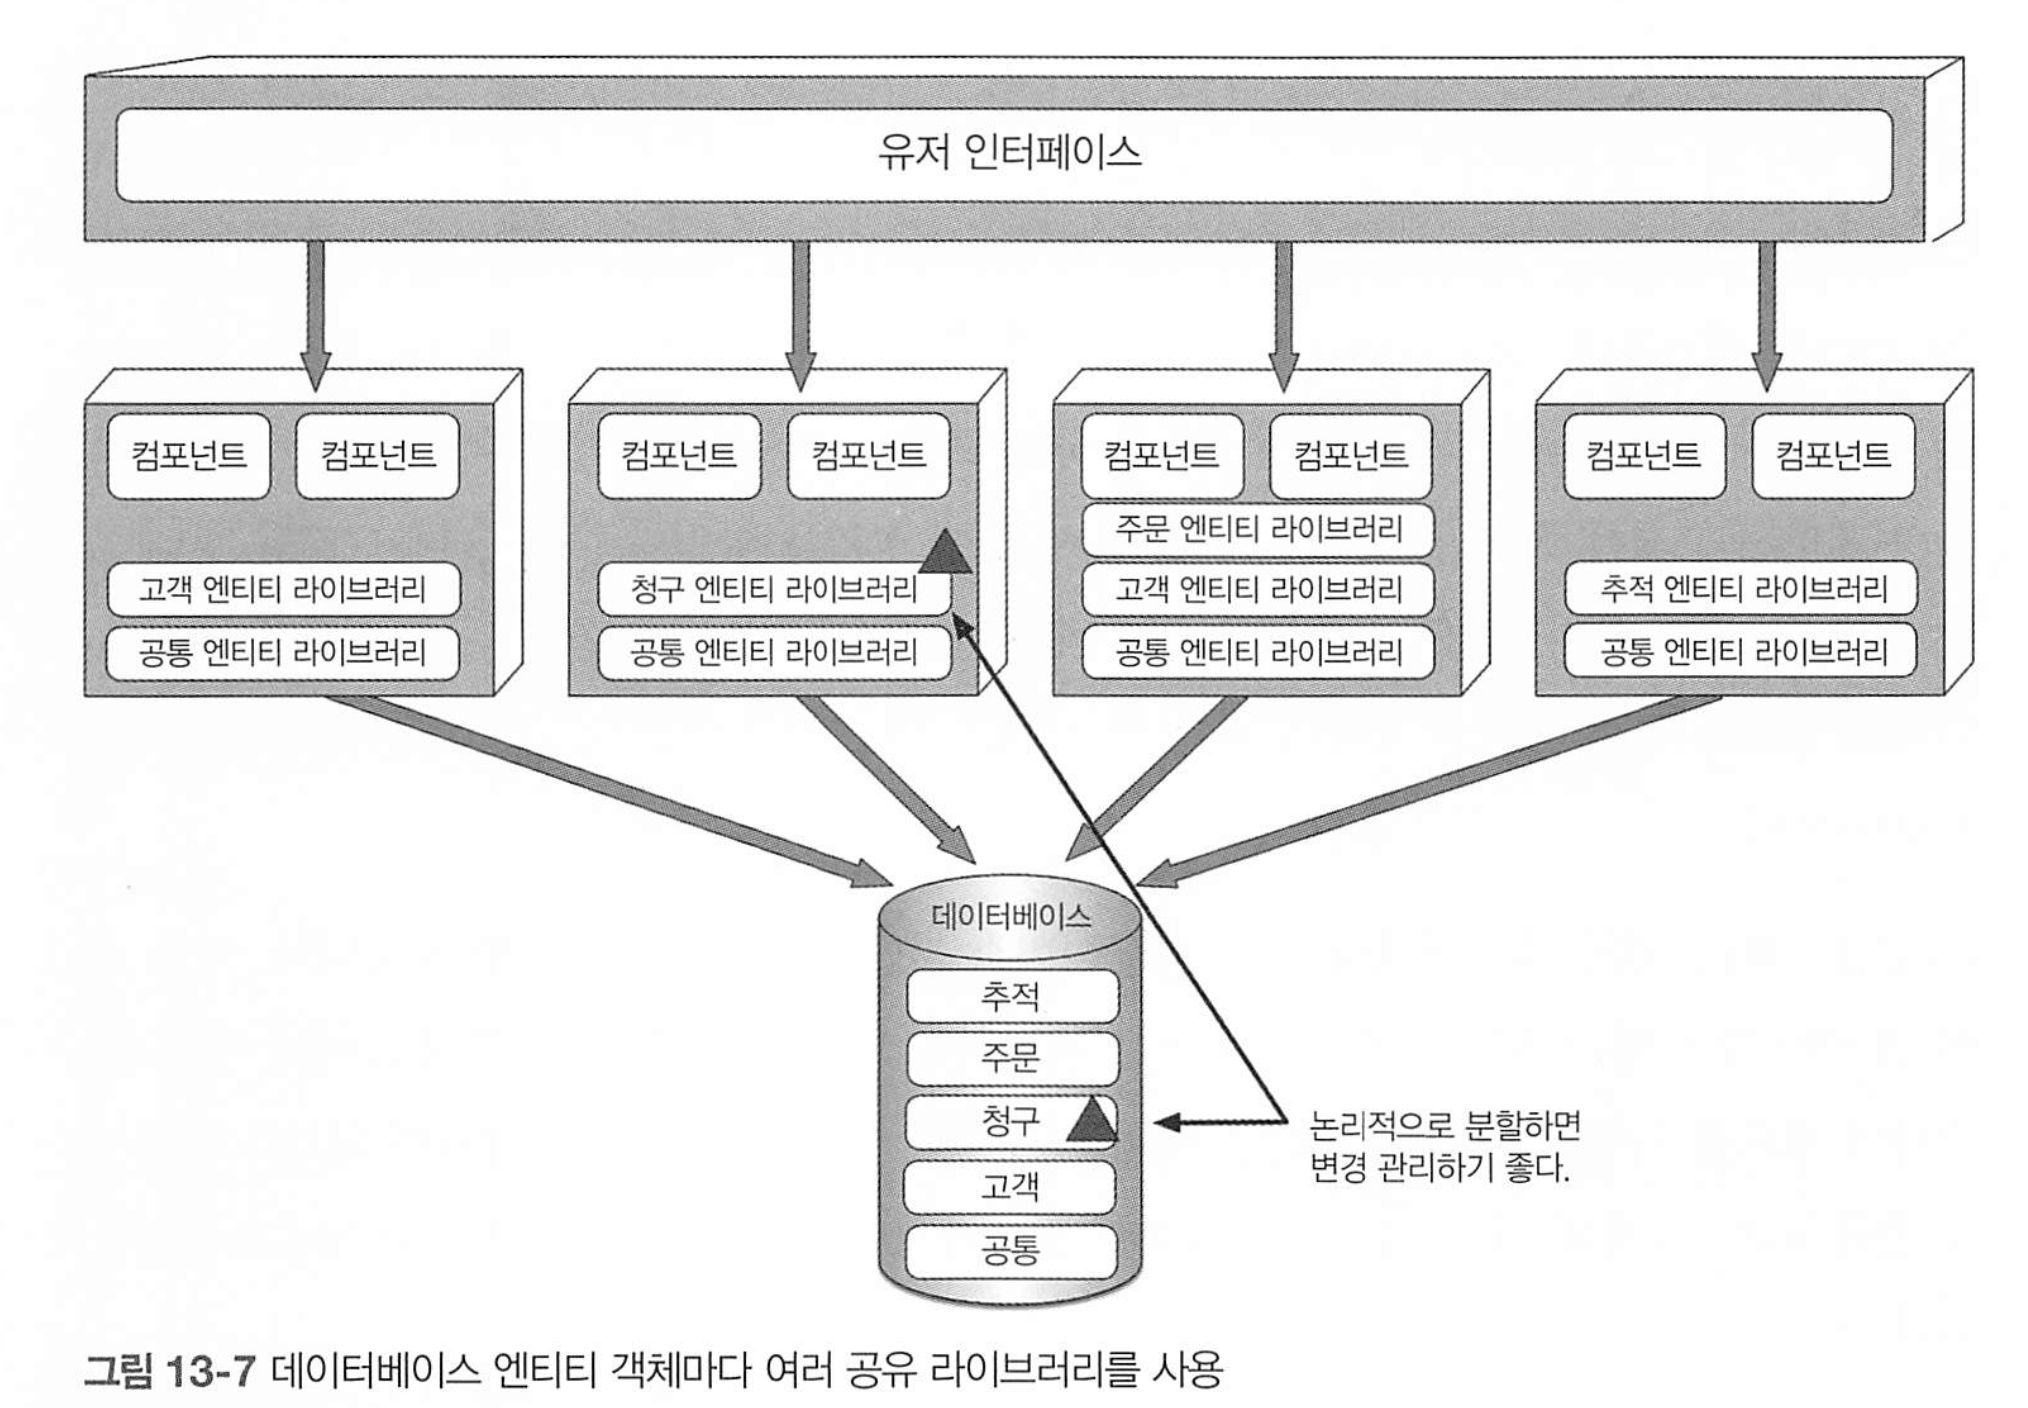 유저 인터페이스
컴포넌트 컴포넌트 컴포넌트 컴포넌트 컴포넌트 컴포넌트 컴포넌트 컴포넌트
주문 엔티티 라이브러리
고객 엔티티 라이브러리 청구 엔티티 라이브러리 고객 엔티티 라이브러리 추적 엔티티 라이브러리
공통 엔티티 라이브러리 공통 엔티티 라이브러리 공통 엔티티 라이브러리 공통 엔티티 라이브러리
데이터베이스
추적
주문
청구
고객
공통
논리적으로 분할하면
변경 관리하기 좋다.
그림 13-7 데이터베이스 엔티티 객체마다 여러 공유 라이브러리를 사용